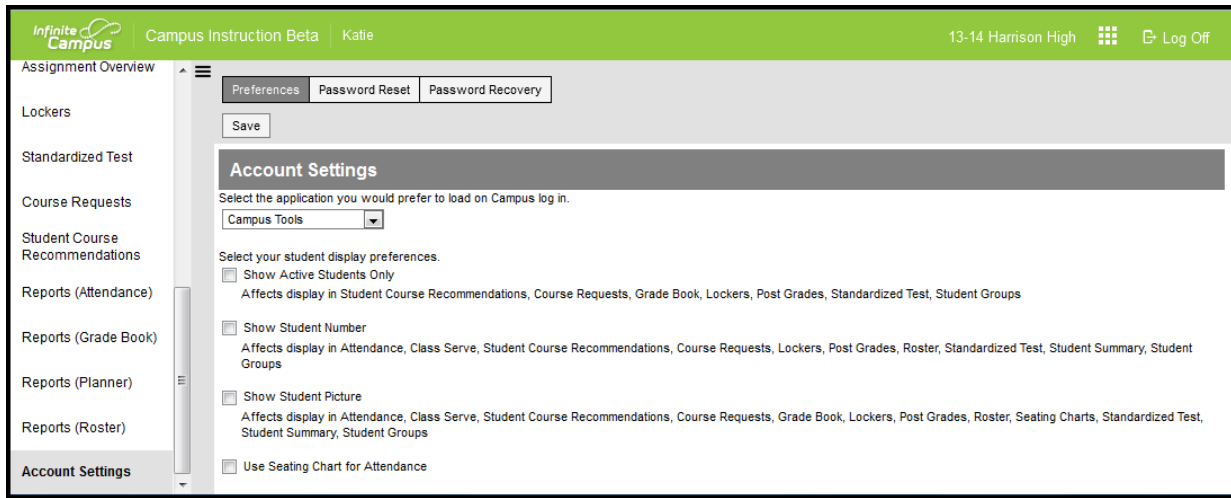 Infinite Campus
Campus Instruction Beta
Katie
13-14 Harrison High
Log Off
Assignment Overview
Lockers
Standardized Test
Course Requests
Student Course
Recommendations
Reports (Attendance)
Reports (Grade Book)
Reports (Planner)
Reports (Roster)
Account Settings
Preferences
Password Reset
Password Recovery
Save
Account Settings
Select the application you would prefer to load on Campus log in.
Campus Tools
Select your student display preferences.
Show Active Students Only
Affects display in Student Course Recommendations, Course Requests, Grade Book, Lockers, Post Grades, Standardized Test, Student Groups
Show Student Number
Affects display in Attendance, Class Serve, Student Course Recommendations, Course Requests, Lockers, Post Grades, Roster, Standardized Test, Student Summary, Student
Groups
Show Student Picture
Affects display in Attendance, Class Serve, Student Course Recommendations, Course Requests, Grade Book, Lockers, Post Grades, Roster, Seating Charts, Standardized Test,
Student Summary, Student Groups
Use Seating Chart for Attendance